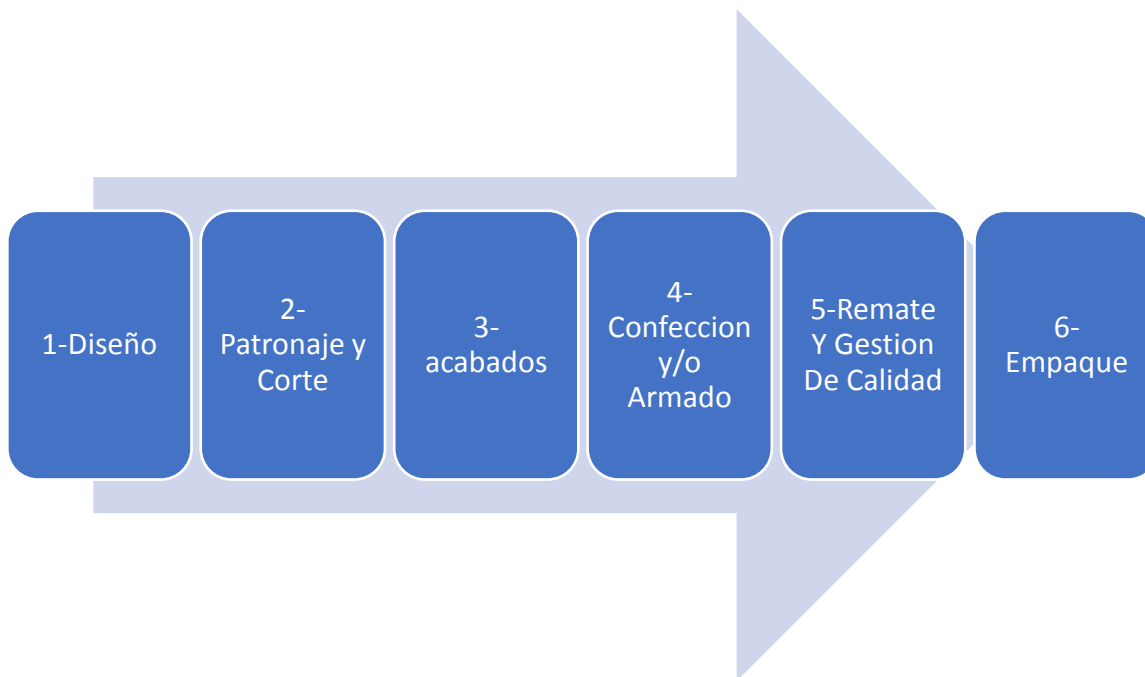 1-Diseño
2-
Patronaje y
Corte
3-
acabados
4-
Confeccion
y/o
Armado
5-Remate
Y Gestion
De Calidad
6-
Empaque